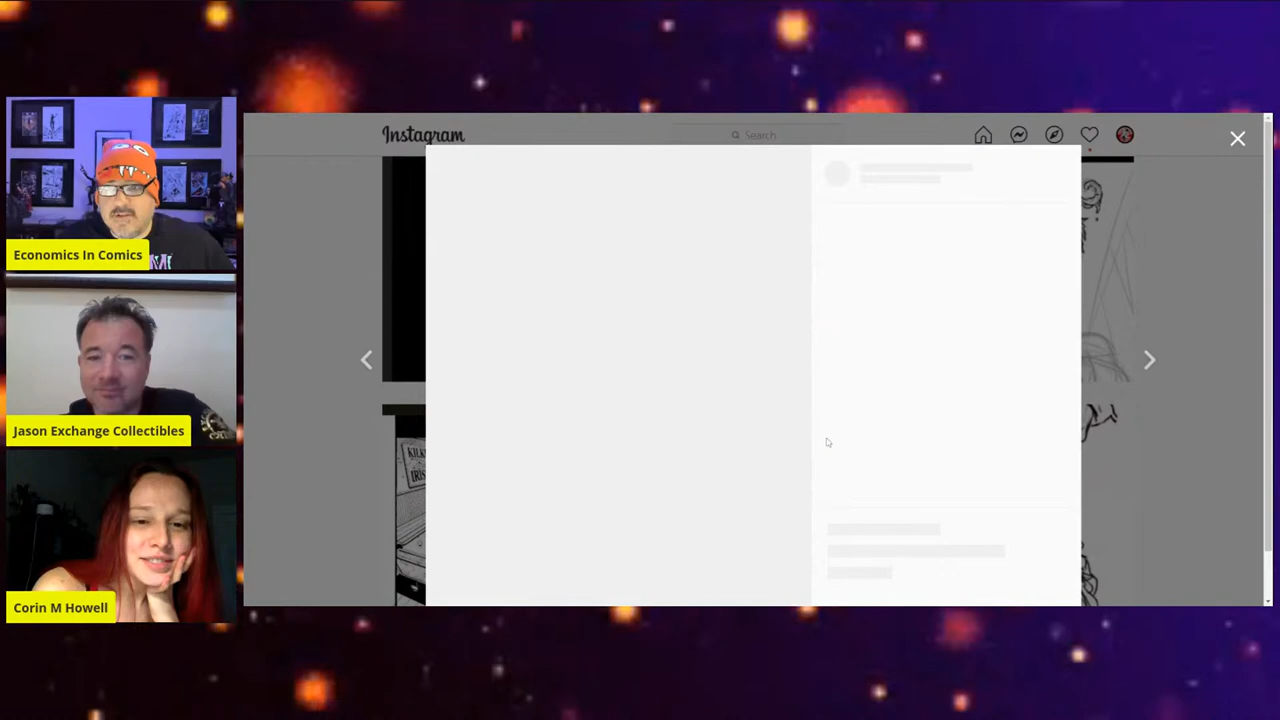 Instagram
Search
Economics In Comics
Jason Exchange Collectibles
Corin M Howell